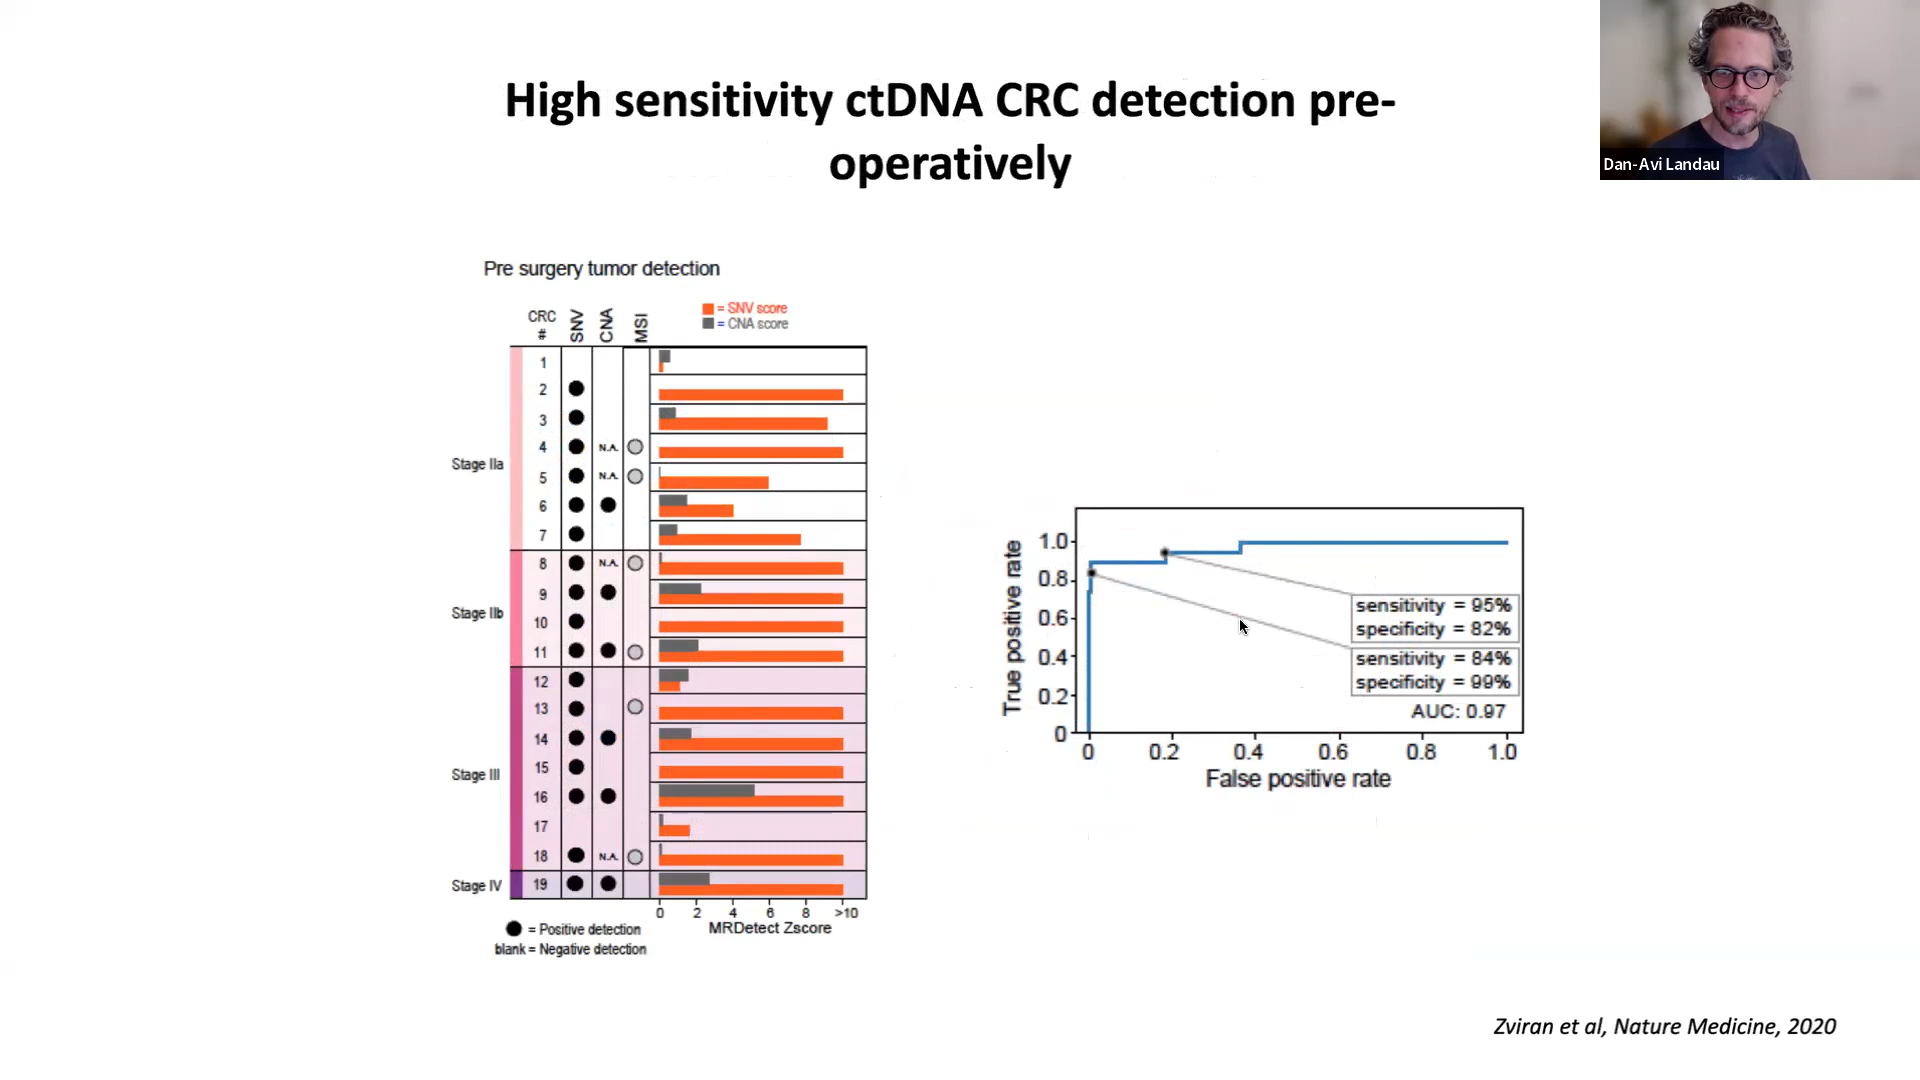 High sensitivity ctDNA CRC detection pre-
operatively
Dan-Avi Landau
Pre surgery tumor detection
CRC
#
SNV
CNA
MSI
= SNV score
= CNA score
1
2
3
4 N.A.
5 N.A.
6
7
8 N.A.
9
10
11
12
13
14
15
16
17
18 N.A.
19
Stage IIa
Stage IIb
Stage III
Stage IV
0 2 4 6 8 >10
MRDetect Zscore
= Positive detection
blank = Negative detection
True positive rate
1.0
0.8
0.6
0.4
0.2
0
0 0.2 0.4 0.6 0.8 1.0
False positive rate
sensitivity = 95%
specificity = 82%
sensitivity = 84%
specificity = 99%
AUC: 0.97
Zviran et al, Nature Medicine, 2020